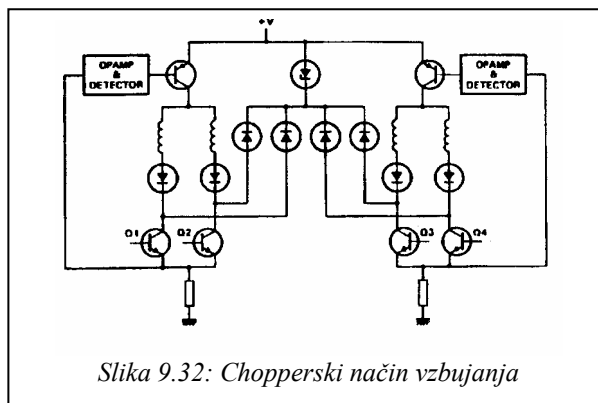 +V
OPAMP
&
DETECTOR
OPAMP
&
DETECTOR
Q1
Q2
Q3
Q4
Slika 9.32: Chopperski način vzbujanja